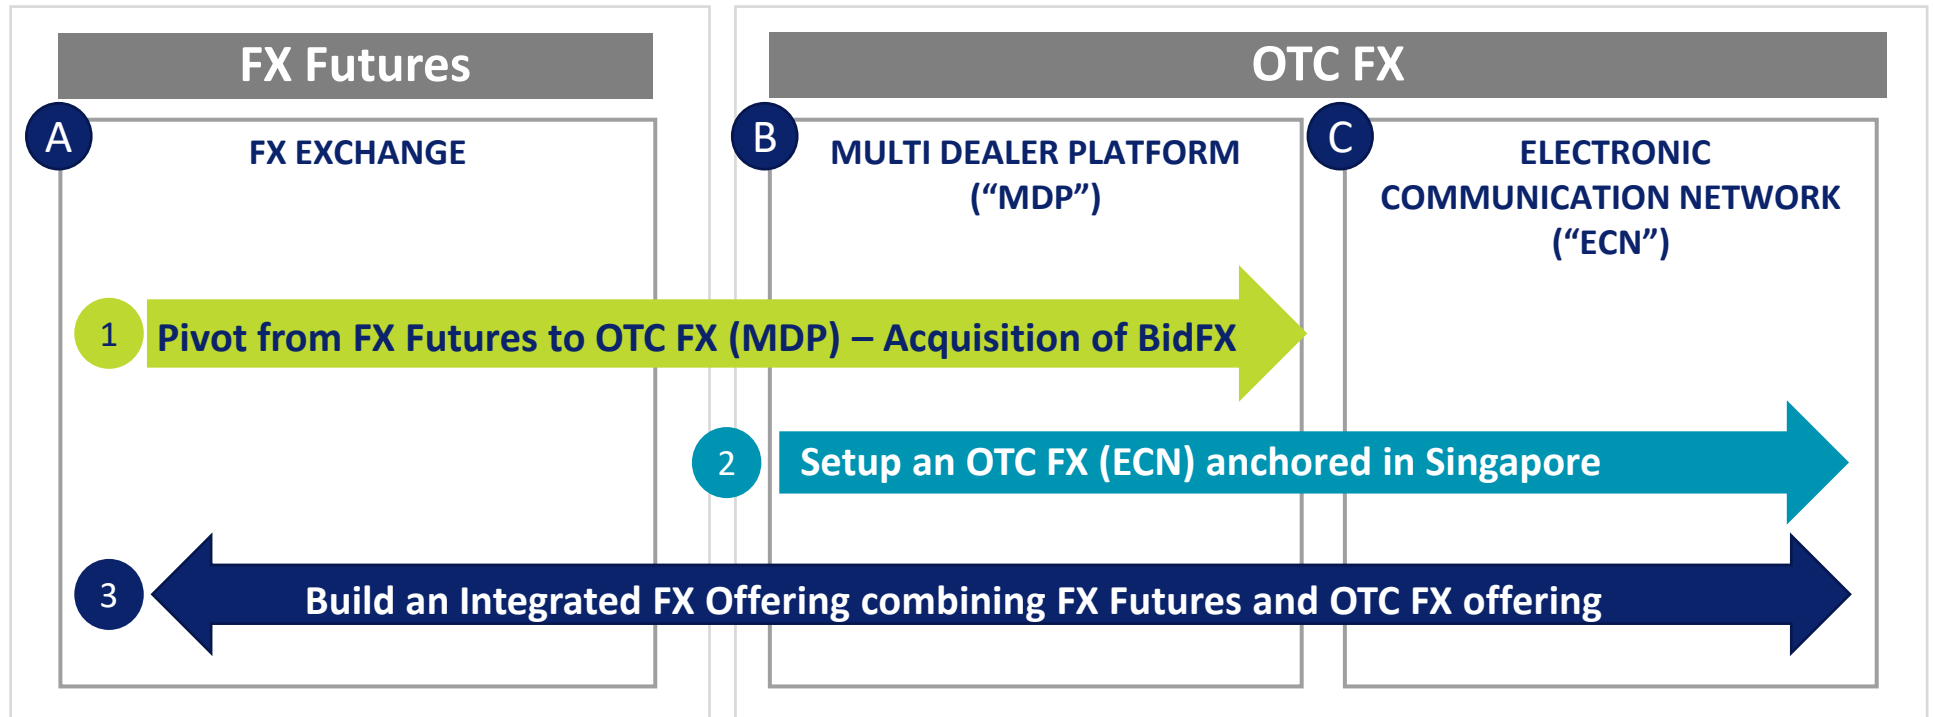 FX Futures
OTC FX
A
FX EXCHANGE
B
MULTI DEALER PLATFORM
(“MDP”)
C
ELECTRONIC
COMMUNICATION NETWORK
(“ECN”)
1
Pivot from FX Futures to OTC FX (MDP) – Acquisition of BidFX
2
Setup an OTC FX (ECN) anchored in Singapore
3
Build an Integrated FX Offering combining FX Futures and OTC FX offering